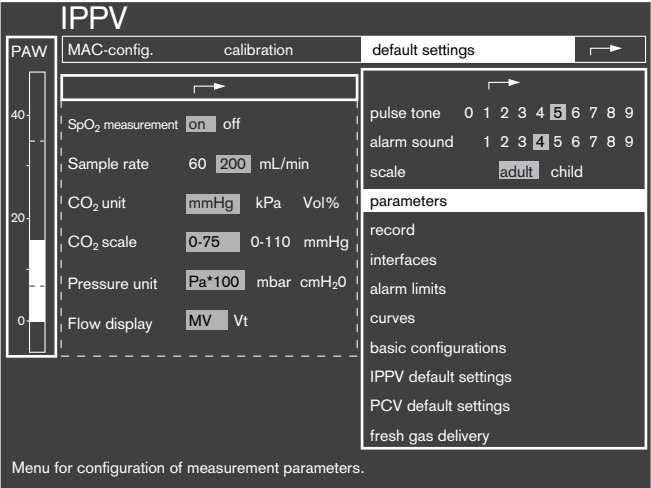 IPPV
PAW
MAC-config. calibration default settings
40
20
0
SpO2 measurement on off
Sample rate 60 200 mL/min
CO2 unit mmHg kPa Vol%
CO2 scale 0-75 0-110 mmHg
Pressure unit Pa*100 mbar cmH20
Flow display MV Vt
pulse tone 0 1 2 3 4 5 6 7 8 9
alarm sound 1 2 3 4 5 6 7 8 9
scale adult child
parameters
record
interfaces
alarm limits
curves
basic configurations
IPPV default settings
PCV default settings
fresh gas delivery
Menu for configuration of measurement parameters.